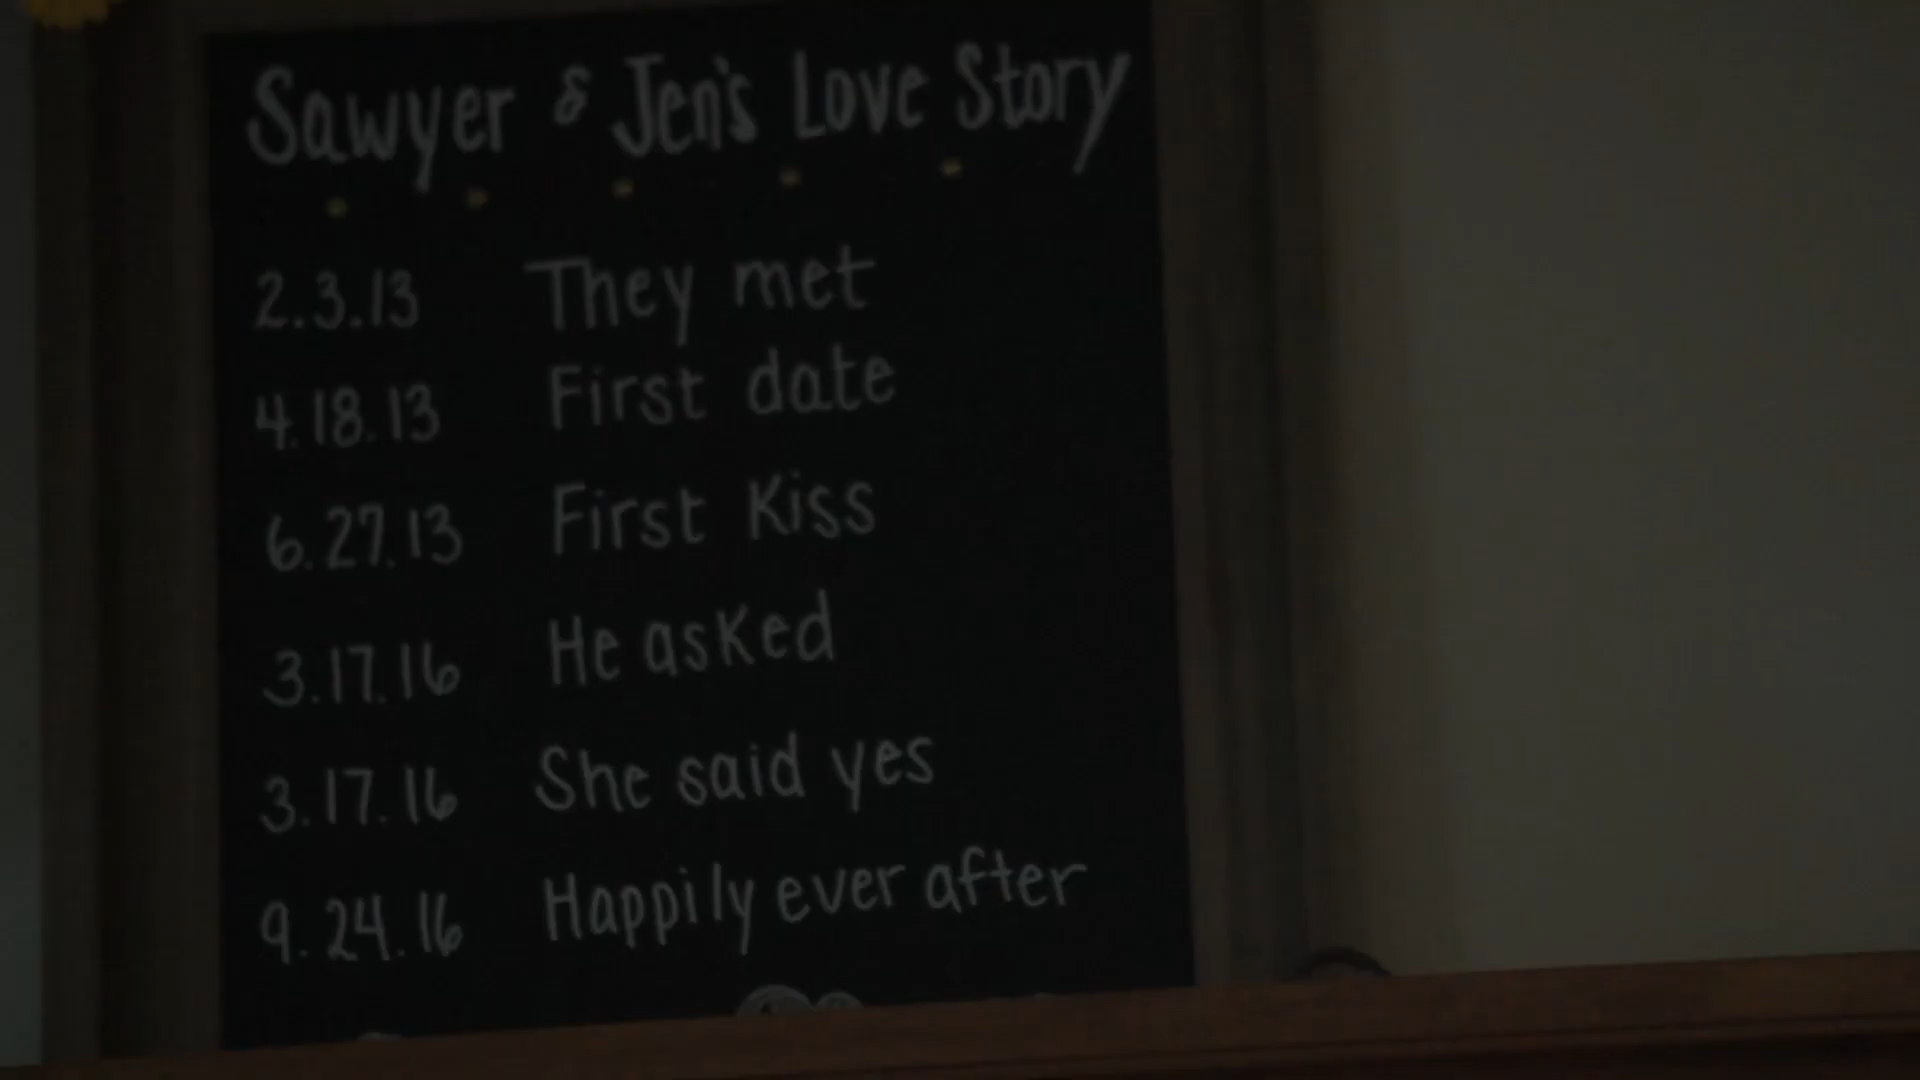 Sawyer & Jen's Love Story
2.3.13 They met
4.18.13 First date
6.27.13 First Kiss
3.17.16 He asked
3.17.16 She said yes
9.24.16 Happily ever after